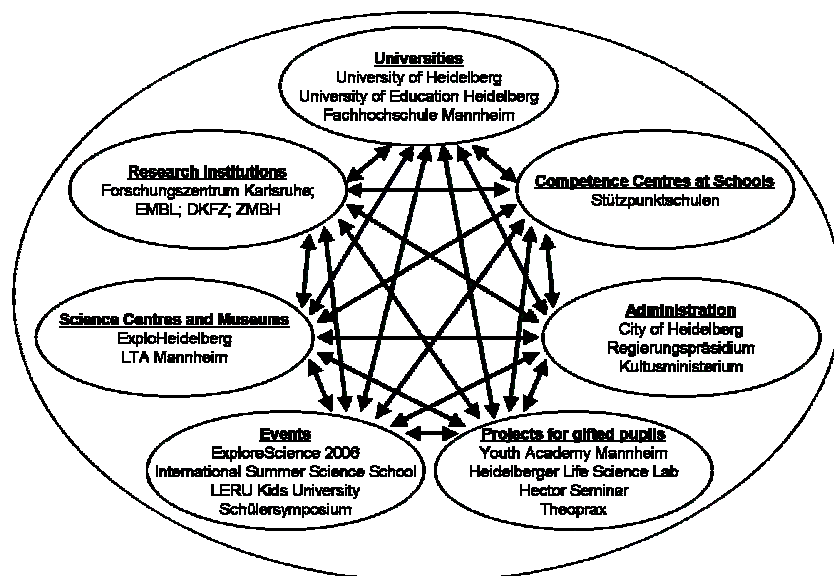 Universities
University of Heidelberg
University of Education Heidelberg
Fachhochschule Mannheim
Research Institutions
Forschungszentrum Karlsruhe;
EMBL; DKFZ; ZMBH
Competence Centres at Schools
Stützpunktschulen
Science Centres and Museums
ExploHeidelberg
LTA Mannheim
Administration
City of Heidelberg
Regierungspräsidium
Kultusministerium
Events
ExploreScience 2006
International Summer Science School
LERU Kids University
Schülersymposium
Projects for gifted pupils
Youth Academy Mannheim
Heidelberger Life Science Lab
Hector Seminar
Theoprax